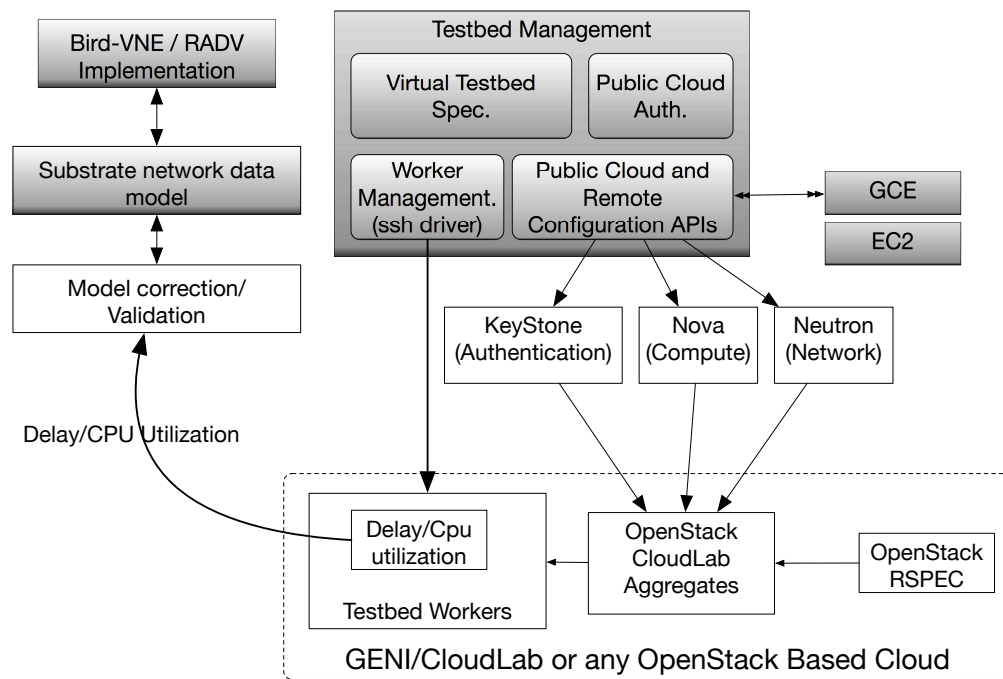 Bird-VNE / RADV
Implementation
Substrate network data
model
Model correction/
Validation
Delay/CPU Utilization
Testbed Management
Virtual Testbed
Spec.
Public Cloud
Auth.
Worker
Management.
(ssh driver)
Public Cloud and
Remote
Configuration APIs
GCE
EC2
KeyStone
(Authentication)
Nova
(Compute)
Neutron
(Network)
Delay/Cpu
utilization
Testbed Workers
OpenStack
CloudLab
Aggregates
OpenStack
RSPEC
GENI/CloudLab or any OpenStack Based Cloud